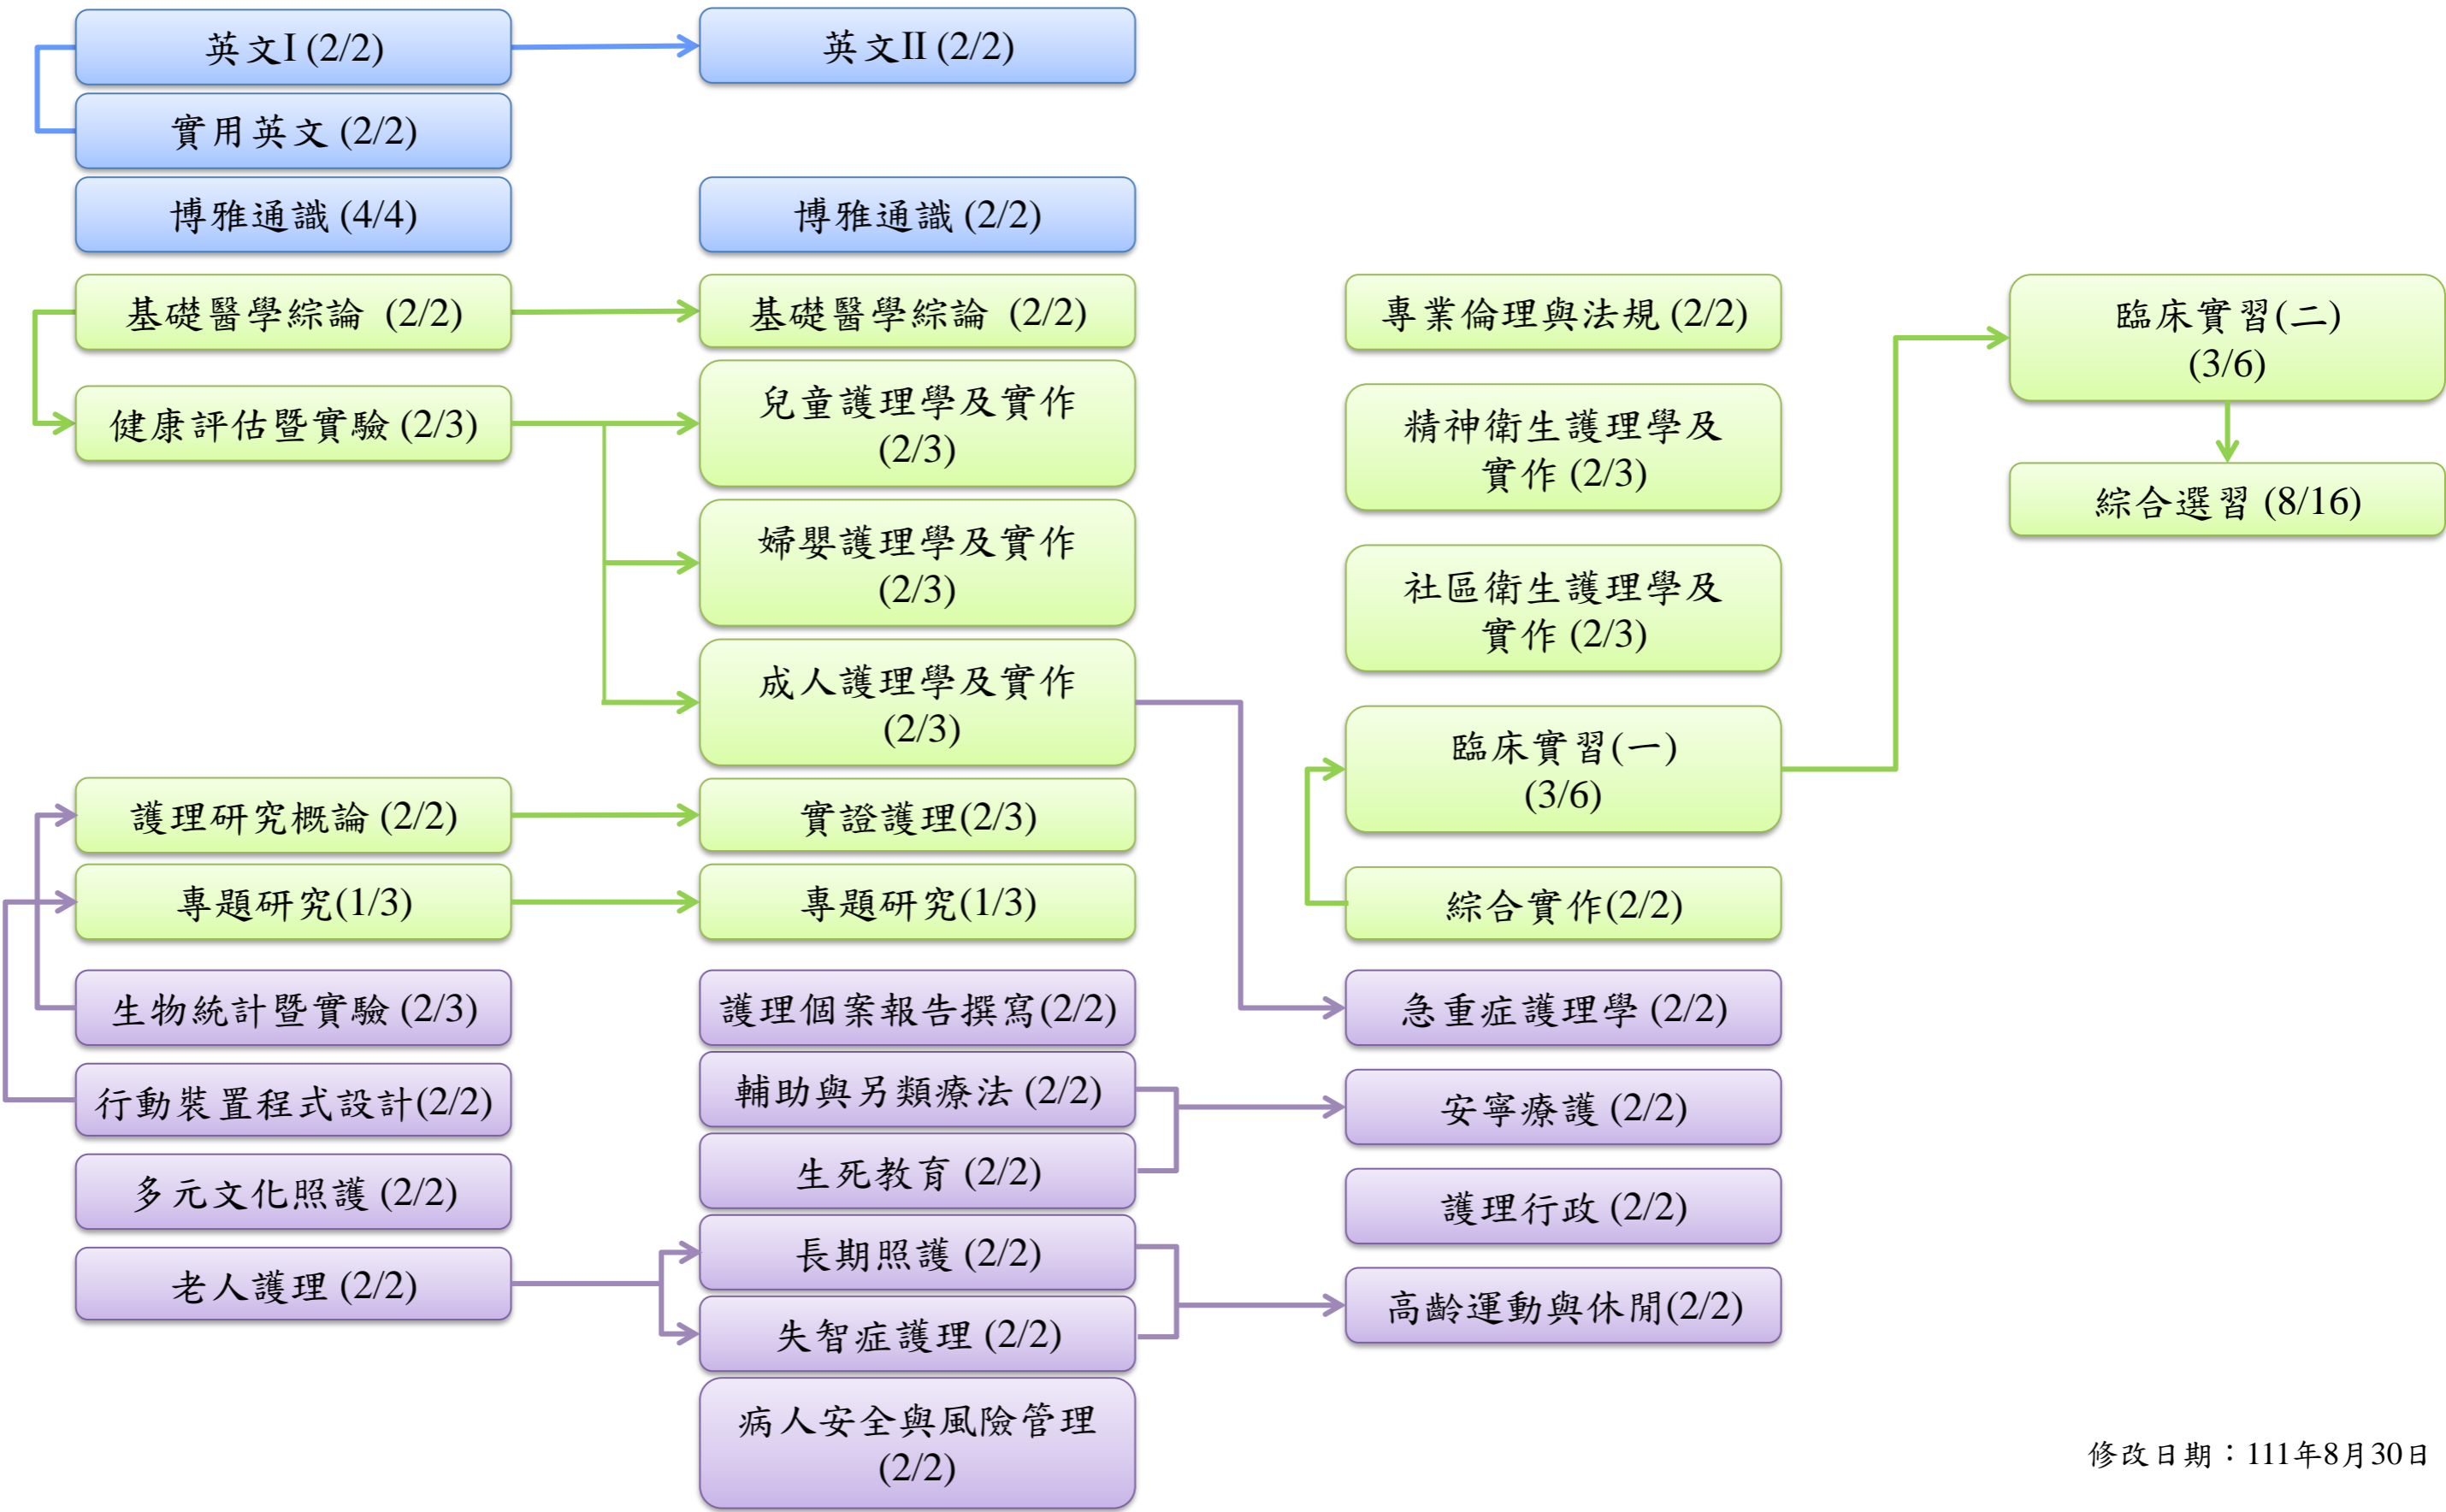 英文I (2/2)
實用英文 (2/2)
博雅通識 (4/4)
基礎醫學綜論 (2/2)
健康評估暨實驗 (2/3)
護理研究概論 (2/2)
專題研究(1/3)
生物統計暨實驗 (2/3)
行動裝置程式設計(2/2)
多元文化照護 (2/2)
老人護理 (2/2)
英文II (2/2)
博雅通識 (2/2)
基礎醫學綜論 (2/2)
兒童護理學及實作
(2/3)
婦嬰護理學及實作
(2/3)
成人護理學及實作
(2/3)
實證護理(2/3)
專題研究(1/3)
護理個案報告撰寫(2/2)
輔助與另類療法 (2/2)
生死教育 (2/2)
長期照護 (2/2)
失智症護理 (2/2)
病人安全與風險管理
(2/2)
專業倫理與法規 (2/2)
精神衛生護理學及
實作 (2/3)
社區衛生護理學及
實作 (2/3)
臨床實習(一)
(3/6)
綜合實作(2/2)
急重症護理學 (2/2)
安寧療護 (2/2)
護理行政 (2/2)
高齡運動與休閒(2/2)
臨床實習(二)
(3/6)
綜合選習 (8/16)
修改日期：111年8月30日